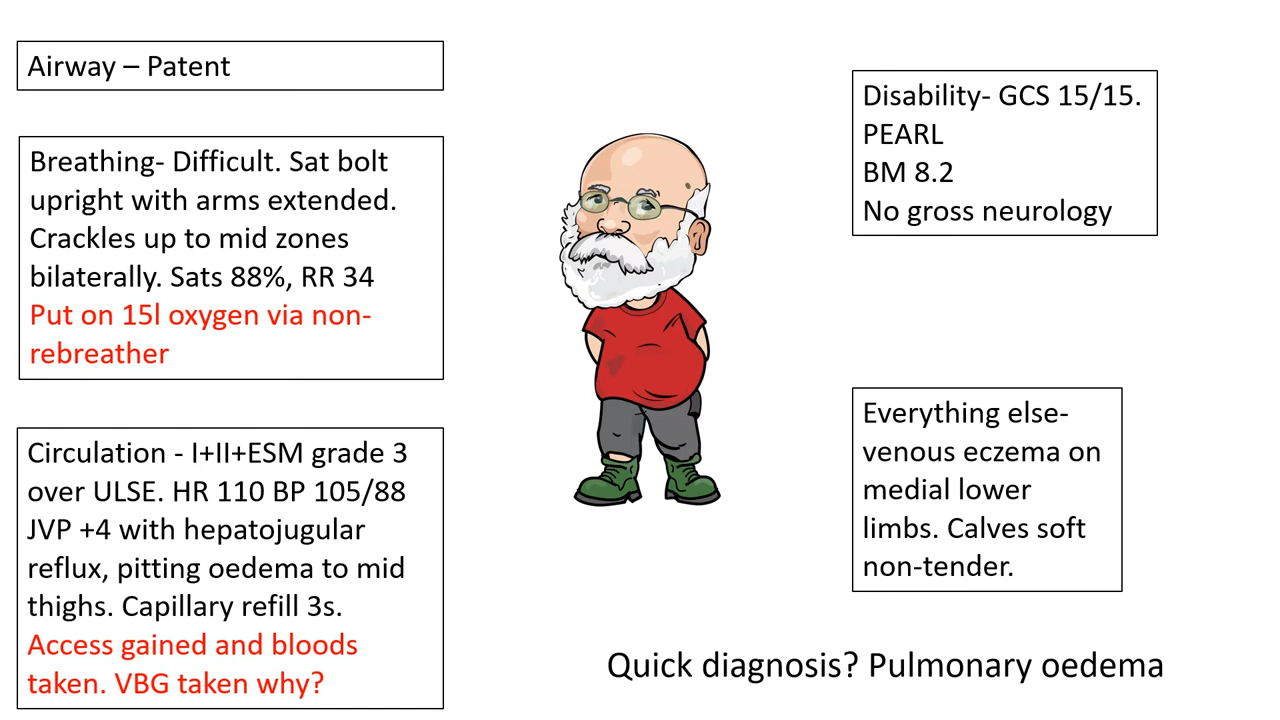 Airway – Patent
Breathing- Difficult. Sat bolt
upright with arms extended.
Crackles up to mid zones
bilaterally. Sats 88%, RR 34
Put on 15l oxygen via non-
rebreather
Circulation - I+II+ESM grade 3
over ULSE. HR 110 BP 105/88
JVP +4 with hepatojugular
reflux, pitting oedema to mid
thighs. Capillary refill 3s.
Access gained and bloods
taken. VBG taken why?
Disability- GCS 15/15.
PEARL
BM 8.2
No gross neurology
Everything else-
venous eczema on
medial lower
limbs. Calves soft
non-tender.
Quick diagnosis? Pulmonary oedema